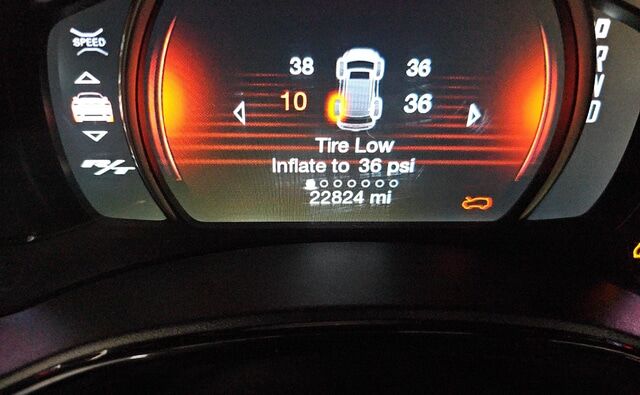 SPEED
38 36
10 36
Tire Low
Inflate to 36 psi
22824 mi
R/T
P
R
N
D